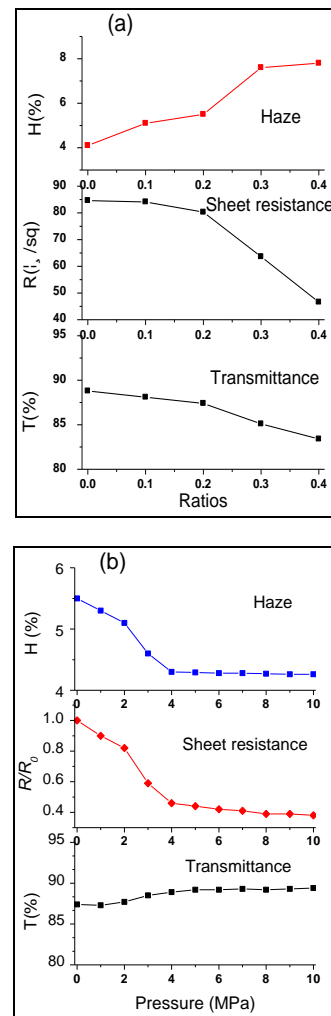 (a)
8
6
4
H(%)
Haze
0.0 0.1 0.2 0.3 0.4
90
80
70
60
50
40
R(¦¸/sq)
Sheet resistance
0.0 0.1 0.2 0.3 0.4
95
90
85
80
T(%)
Transmittance
0.0 0.1 0.2 0.3 0.4
Ratios
(b)
6
5
4
H (%)
Haze
0 2 4 6 8 10
1.0
0.8
0.6
0.4
R/R0
Sheet resistance
0 2 4 6 8 10
95
90
85
80
T(%)
Transmittance
0 2 4 6 8 10
Pressure (MPa)